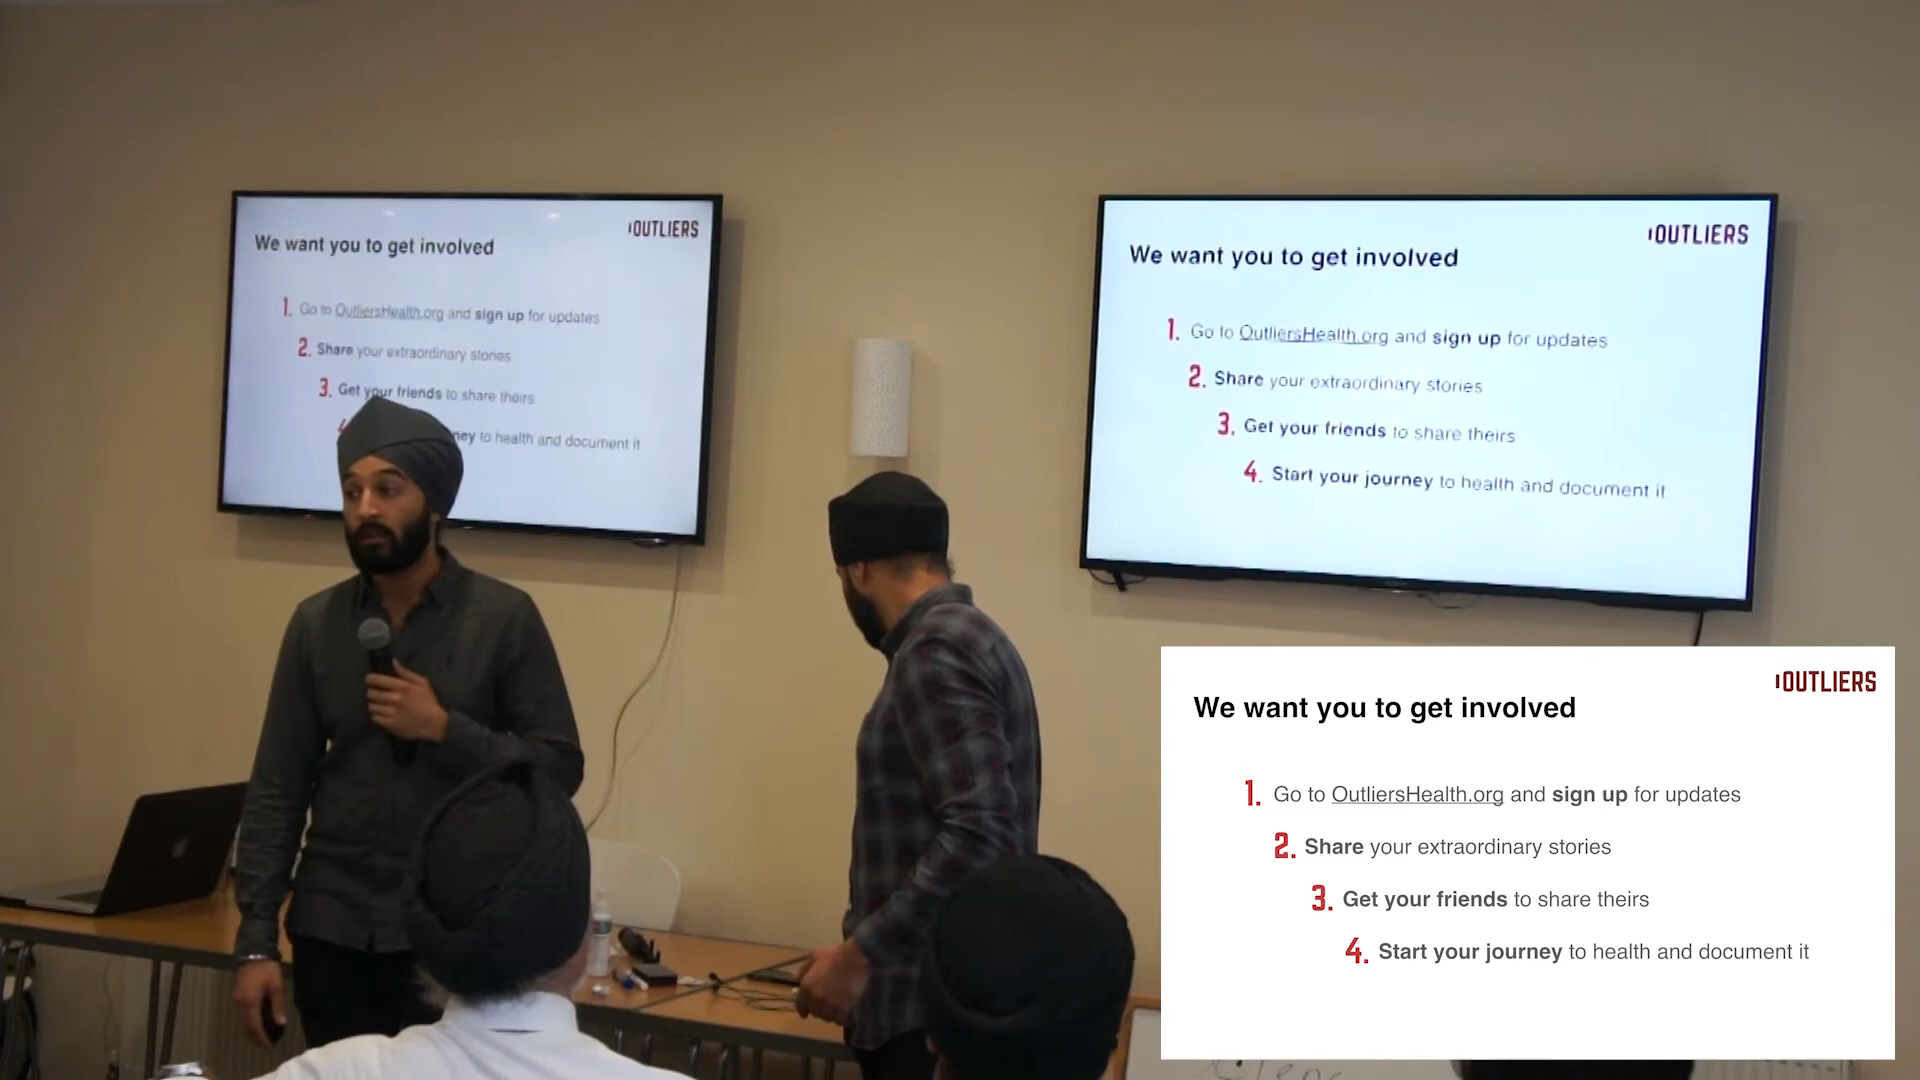 OUTLIERS
We want you to get involved
1. Go to OutliersHealth.org and sign up for updates
2. Share your extraordinary stories
3. Get your friends to share theirs
ney to health and document it
OUTLIERS
We want you to get involved
1. Go to OutliersHealth.org and sign up for updates
2. Share your extraordinary stories
3. Get your friends to share theirs
4. Start your journey to health and document it
OUTLIERS
We want you to get involved
1. Go to OutliersHealth.org and sign up for updates
2. Share your extraordinary stories
3. Get your friends to share theirs
4. Start your journey to health and document it